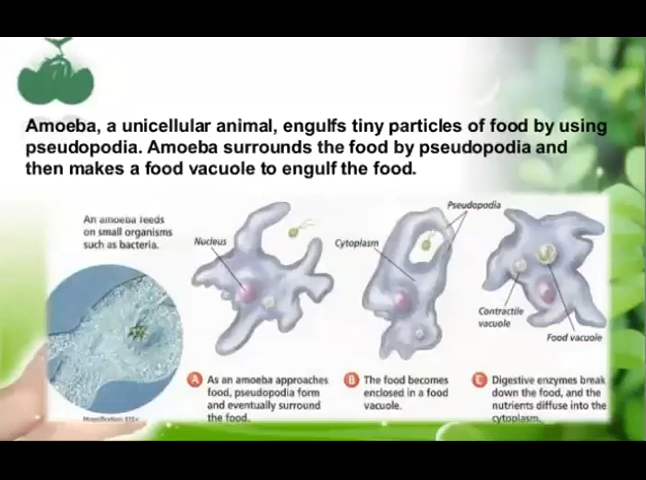 Amoeba, a unicellular animal, engulfs tiny particles of food by using
pseudopodia. Amoeba surrounds the food by pseudopodia and
then makes a food vacuole to engulf the food.
An amoeba feeds
on small organisms
such as bacteria.
Nucleus
Cytoplasm
Pseudopodia
Contractile
vacuole
Food vacuole
A As an amoeba approaches
food, pseudopodia form
and eventually surround
the food.
B The food becomes
enclosed in a food
vacuole.
C Digestive enzymes break
down the food, and the
nutrients diffuse into the
cytoplasm.